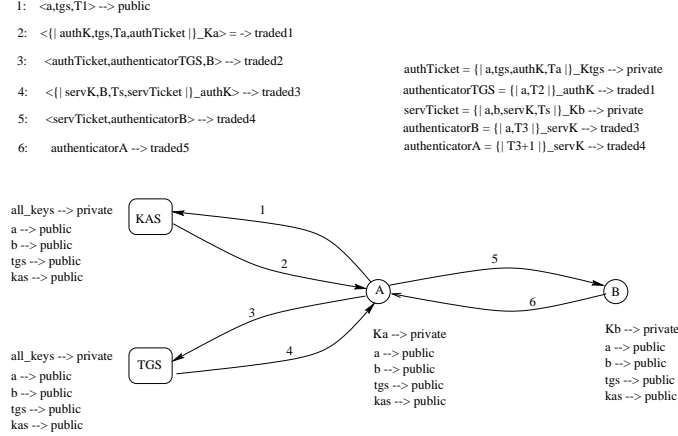 1: <a,tgs,T1> --> public
2: <{| authK,tgs,Ta,authTicket |}_Ka> = -> traded1
3: <authTicket,authenticatorTGS,B> --> traded2
4: <{| servK,B,Ts,servTicket |}_authK> --> traded3
5: <servTicket,authenticatorB> --> traded4
6: authenticatorA --> traded5
authTicket = {| a,tgs,authK,Ta |}_Ktgs --> private
authenticatorTGS = {| a,T2 |}_authK --> traded1
servTicket = {| a,b,servK,Ts |}_Kb --> private
authenticatorB = {| a,T3 |}_servK --> traded3
authenticatorA = {| T3+1 |}_servK --> traded4
all_keys --> private
a --> public
b --> public
tgs --> public
kas --> public
KAS
1
2
3
4
5
6
A
B
Ka --> private
a --> public
b --> public
tgs --> public
kas --> public
Kb --> private
a --> public
b --> public
tgs --> public
kas --> public
all_keys --> private
a --> public
b --> public
tgs --> public
kas --> public
TGS